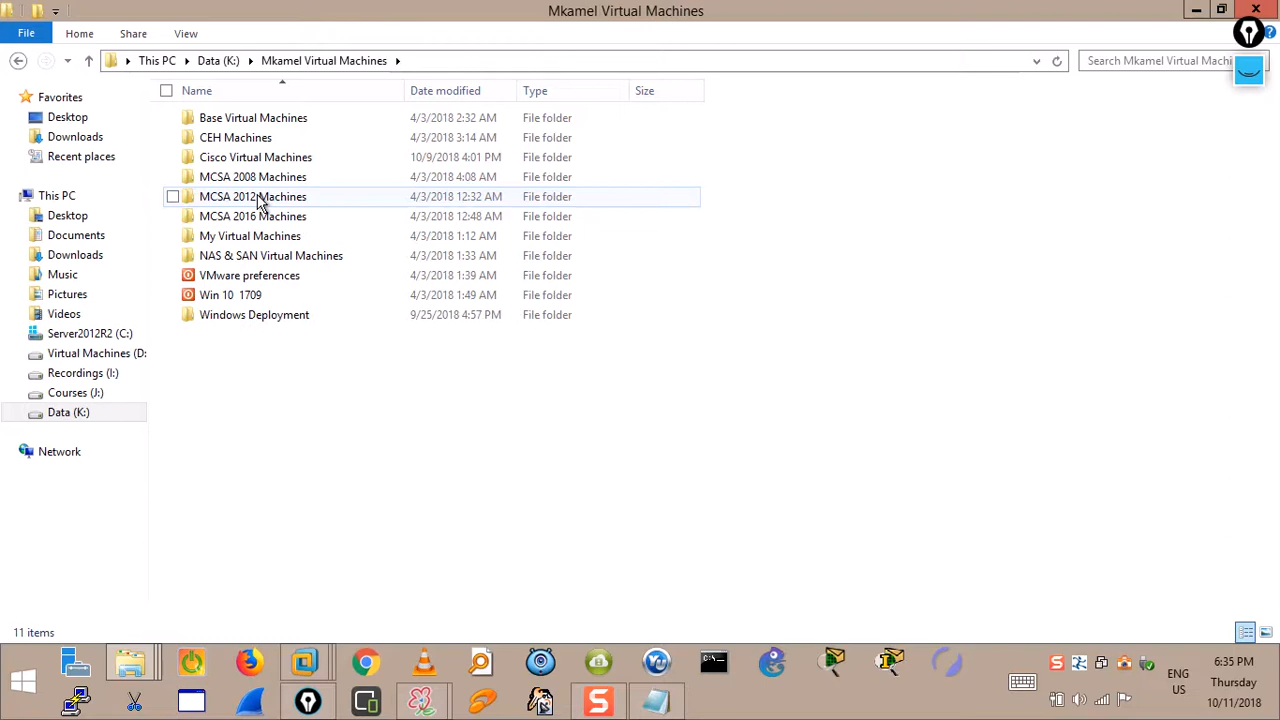 Mkamel Virtual Machines
File Home Share View
This PC Data (K:) Mkamel Virtual Machines Search Mkamel Virtual Machi
Name Date modified Type Size
Favorites
Desktop
Downloads
Recent places
This PC
Desktop
Documents
Downloads
Music
Pictures
Videos
Server2012R2 (C:)
Virtual Machines (D:
Recordings (I:)
Courses (J:)
Data (K:)
Network
Base Virtual Machines 4/3/2018 2:32 AM File folder
CEH Machines 4/3/2018 3:14 AM File folder
Cisco Virtual Machines 10/9/2018 4:01 PM File folder
MCSA 2008 Machines 4/3/2018 4:08 AM File folder
MCSA 2012 Machines 4/3/2018 12:32 AM File folder
MCSA 2016 Machines 4/3/2018 12:48 AM File folder
My Virtual Machines 4/3/2018 1:12 AM File folder
NAS & SAN Virtual Machines 4/3/2018 1:33 AM File folder
VMware preferences 4/3/2018 1:39 AM File folder
Win 10 1709 4/3/2018 1:49 AM File folder
Windows Deployment 9/25/2018 4:57 PM File folder
11 items
ENG
US
6:35 PM
Thursday
10/11/2018